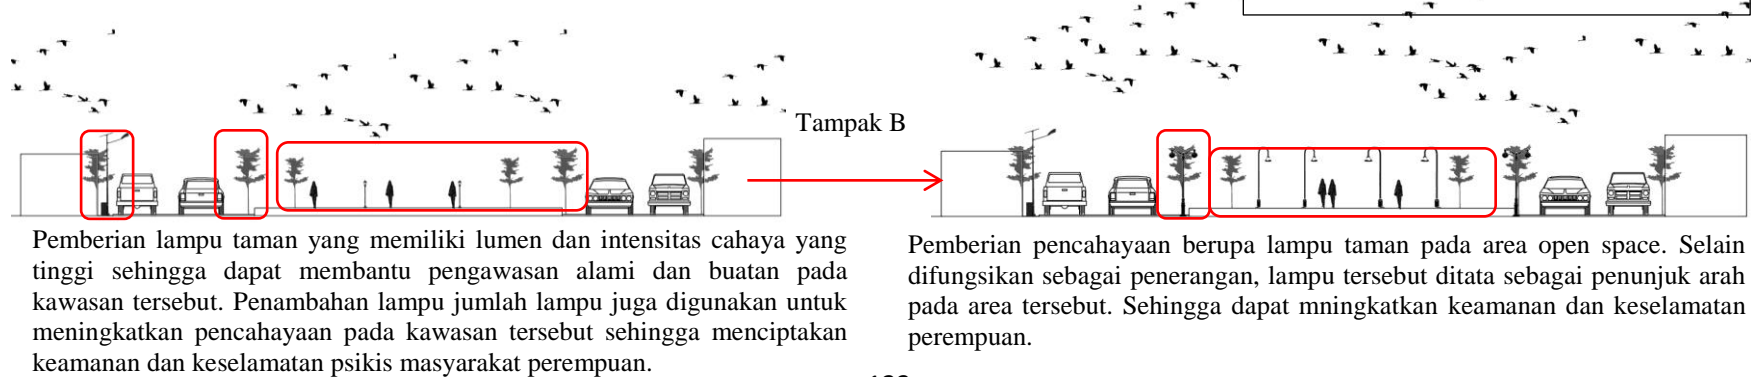 Tampak B
Pemberian lampu taman yang memiliki lumen dan intensitas cahaya yang
tinggi sehingga dapat membantu pengawasan alami dan buatan pada
kawasan tersebut. Penambahan lampu jumlah lampu juga digunakan untuk
meningkatkan pencahayaan pada kawasan tersebut sehingga menciptakan
keamanan dan keselamatan psikis masyarakat perempuan.
Pemberian pencahayaan berupa lampu taman pada area open space. Selain
difungsikan sebagai penerangan, lampu tersebut ditata sebagai penunjuk arah
pada area tersebut. Sehingga dapat mningkatkan keamanan dan keselamatan
perempuan.